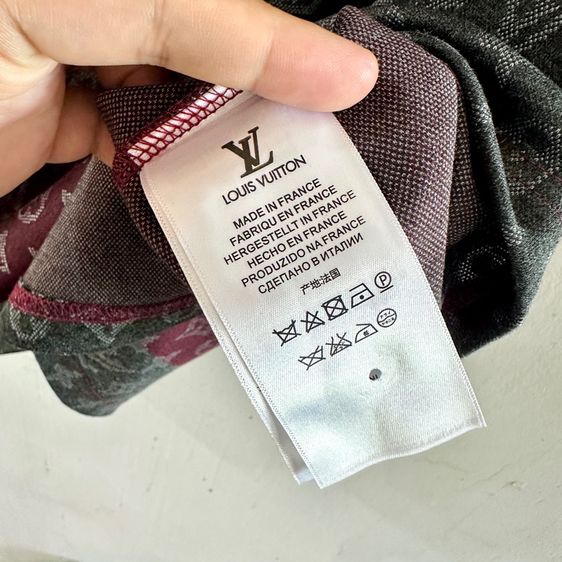 LV
LOUIS VUITTON
MADE IN FRANCE
FABRIQU EN FRANCE
HERGESTELLT IN FRANCE
HECHO EN FRANCE
PRODUZIDO NA FRANCE
СДЕЛАНО В ИТАЛИИ
产地法国
P